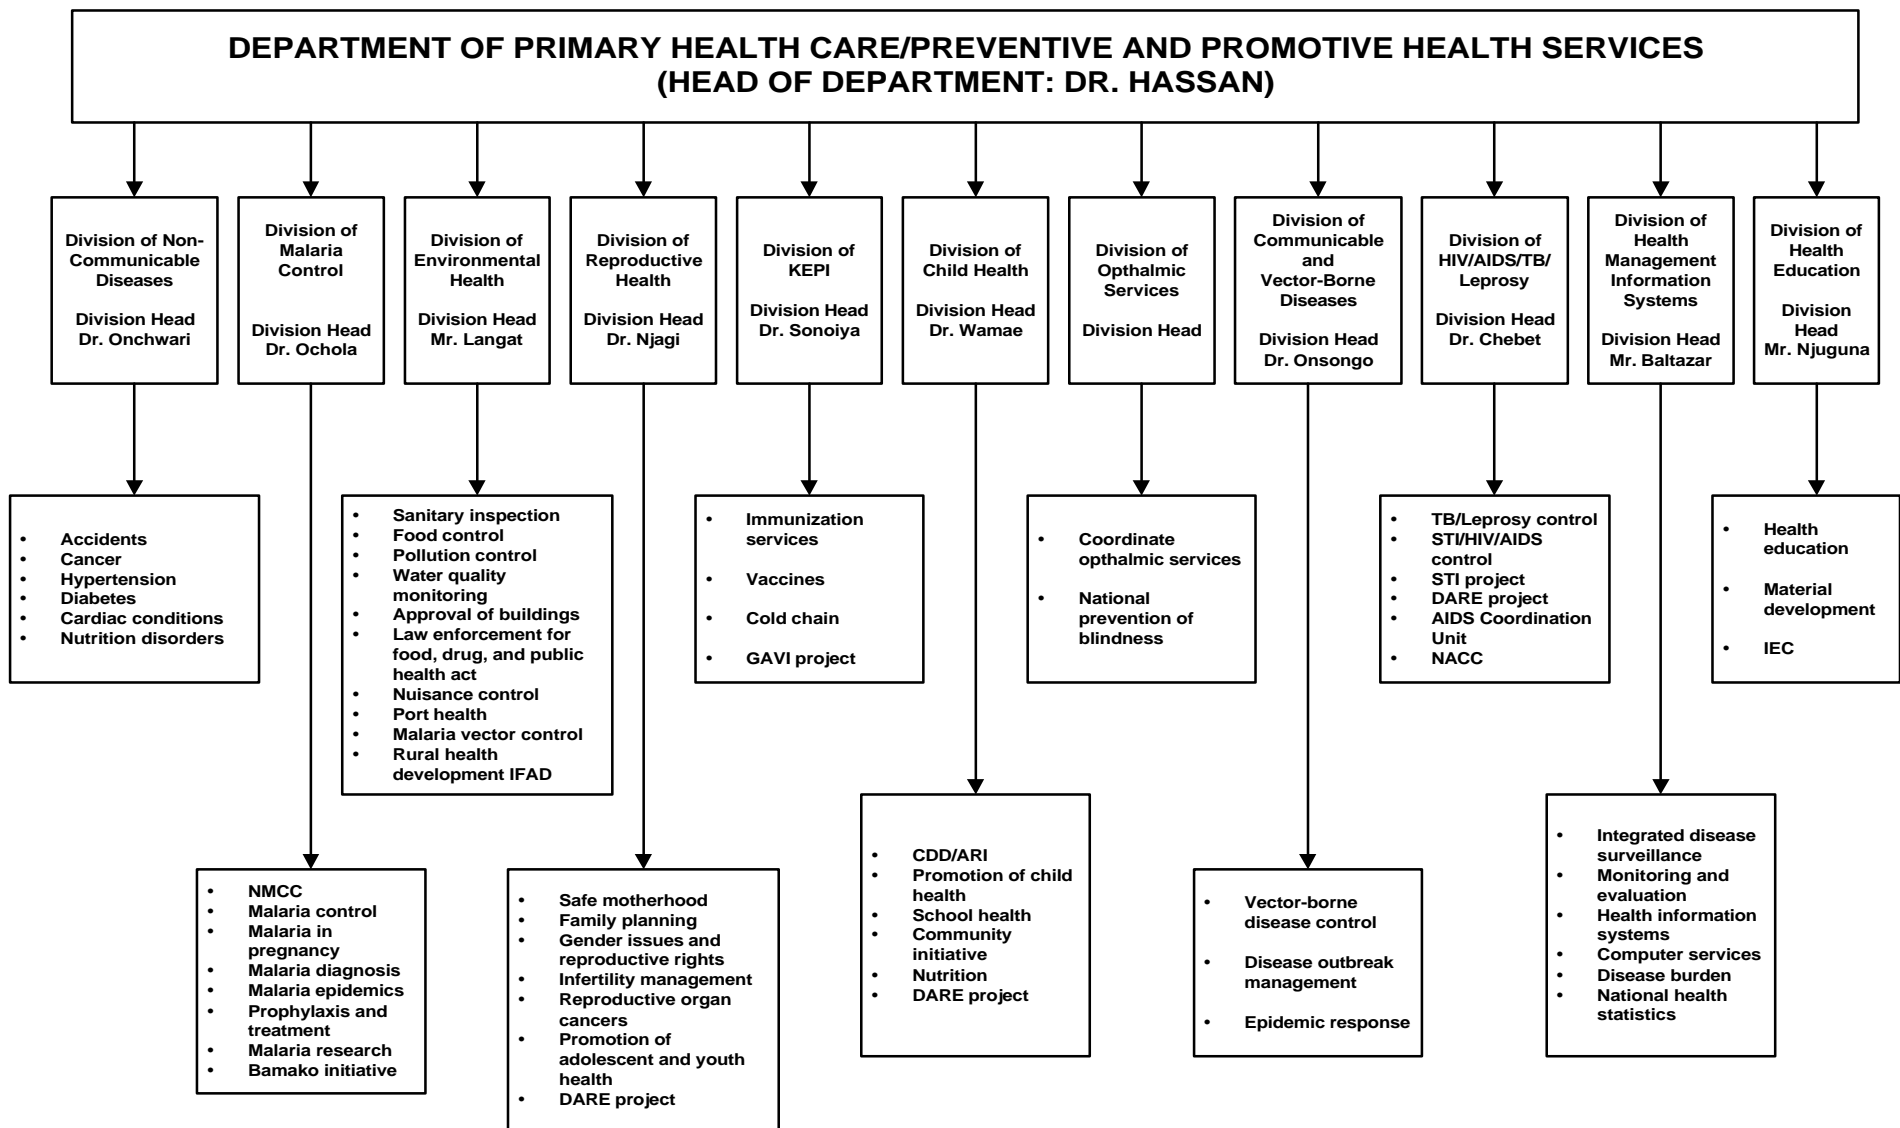 DEPARTMENT OF PRIMARY HEALTH CARE/PREVENTIVE AND PROMOTIVE HEALTH SERVICES
(HEAD OF DEPARTMENT: DR. HASSAN)
Division of Non-
Communicable
Diseases
Division Head
Dr. Onchwari
Division of
Malaria
Control
Division Head
Dr. Ochola
Division of
Environmental
Health
Division Head
Mr. Langat
Division of
Reproductive
Health
Division Head
Dr. Njagi
Division of
KEPI
Division Head
Dr. Sonoiya
Division of
Child Health
Division Head
Dr. Wamae
Division of
Opthalmic
Services
Division Head
Division of
Communicable
and
Vector-Borne
Diseases
Division Head
Dr. Onsongo
Division of
HIV/AIDS/TB/
Leprosy
Division Head
Dr. Chebet
Division of
Health
Management
Information
Systems
Division Head
Mr. Baltazar
Division of
Health
Education
Division
Head
Mr. Njuguna
• Accidents
• Cancer
• Hypertension
• Diabetes
• Cardiac conditions
• Nutrition disorders
• Sanitary inspection
• Food control
• Pollution control
• Water quality
monitoring
• Approval of buildings
• Law enforcement for
food, drug, and public
health act
• Nuisance control
• Port health
• Malaria vector control
• Rural health
development IFAD
• Immunization
services
• Vaccines
• Cold chain
• GAVI project
• Coordinate
opthalmic services
• National
prevention of
blindness
• TB/Leprosy control
• STI/HIV/AIDS
control
• STI project
• DARE project
• AIDS Coordination
Unit
• NACC
• Health
education
• Material
development
• IEC
• NMCC
• Malaria control
• Malaria in
pregnancy
• Malaria diagnosis
• Malaria epidemics
• Prophylaxis and
treatment
• Malaria research
• Bamako initiative
• Safe motherhood
• Family planning
• Gender issues and
reproductive rights
• Infertility management
• Reproductive organ
cancers
• Promotion of
adolescent and youth
health
• DARE project
• CDD/ARI
• Promotion of child
health
• School health
• Community
initiative
• Nutrition
• DARE project
• Vector-borne
disease control
• Disease outbreak
management
• Epidemic response
• Integrated disease
surveillance
• Monitoring and
evaluation
• Health information
systems
• Computer services
• Disease burden
• National health
statistics